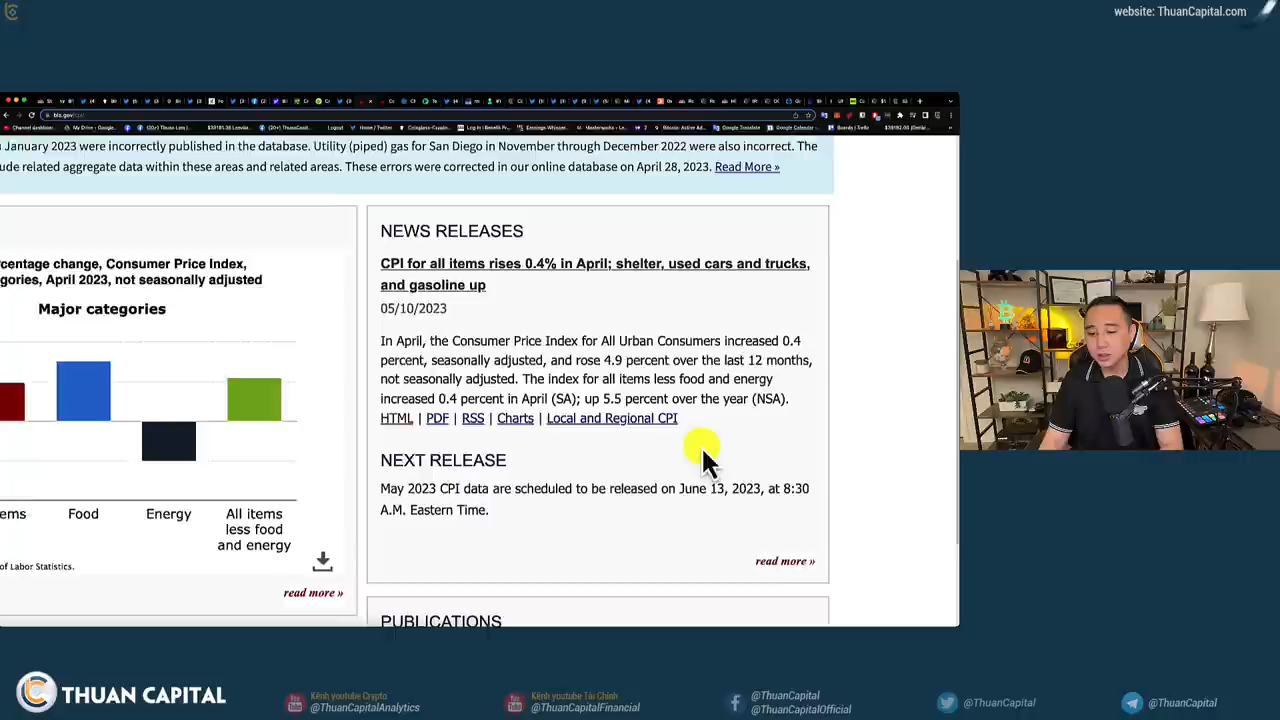 website: ThuanCapital.com
January 2023 were incorrectly published in the database. Utility (piped) gas for San Diego in November through December 2022 were also incorrect. The
ude related aggregate data within these areas and related areas. These errors were corrected in our online database on April 28, 2023. Read More »
centage change, Consumer Price Index,
gories, April 2023, not seasonally adjusted
Major categories
ems
Food
Energy
All items
less food
and energy
of Labor Statistics.
read more »
NEWS RELEASES
CPI for all items rises 0.4% in April; shelter, used cars and trucks,
and gasoline up
05/10/2023
In April, the Consumer Price Index for All Urban Consumers increased 0.4
percent, seasonally adjusted, and rose 4.9 percent over the last 12 months,
not seasonally adjusted. The index for all items less food and energy
increased 0.4 percent in April (SA); up 5.5 percent over the year (NSA).
HTML | PDF | RSS | Charts | Local and Regional CPI
NEXT RELEASE
May 2023 CPI data are scheduled to be released on June 13, 2023, at 8:30
A.M. Eastern Time.
read more »
PUBLICATIONS
THUAN CAPITAL
Kênh youtube Crypto
@ThuanCapitalAnalytics
Kênh youtube Tài Chính
@ThuanCapitalFinancial
@ThuanCapital
@ThuanCapitalOfficial
@ThuanCapital
@ThuanCapital